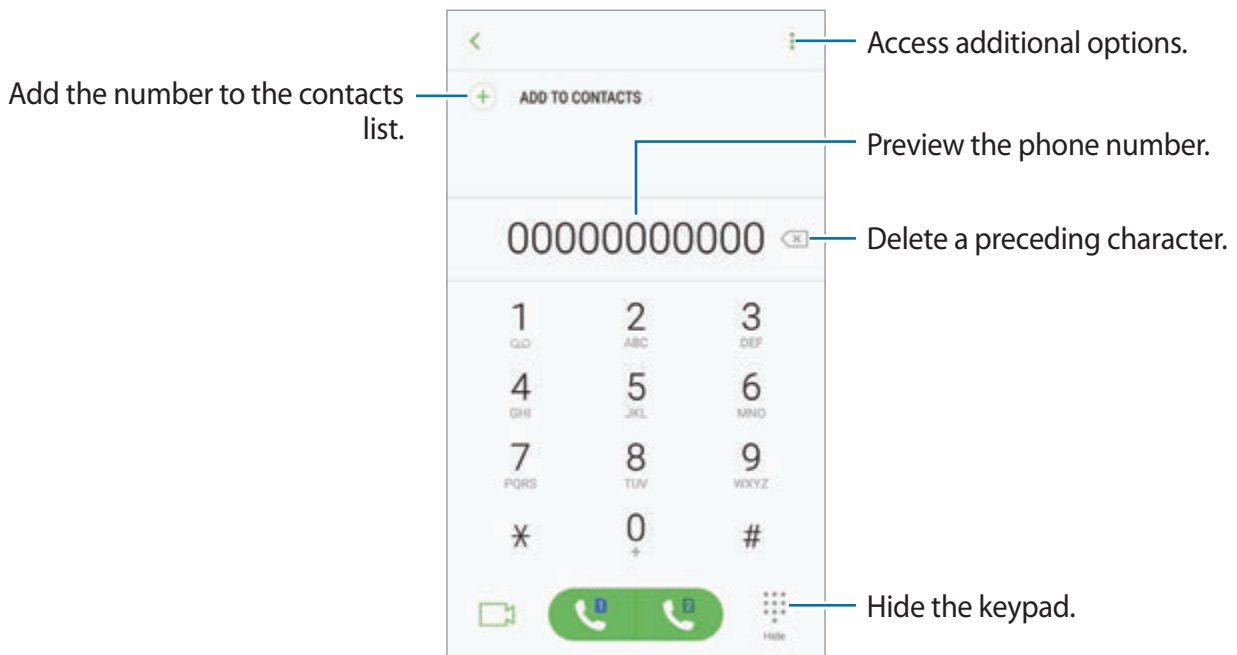 Access additional options.
Add the number to the contacts
list.
ADD TO CONTACTS
Preview the phone number.
00000000000
Delete a preceding character.
1 2 3
ABC DEF
4 5 6
GHI JKL MNO
7 8 9
PQRS TUV WXYZ
* 0 #
+
1 2
Hide
Hide the keypad.